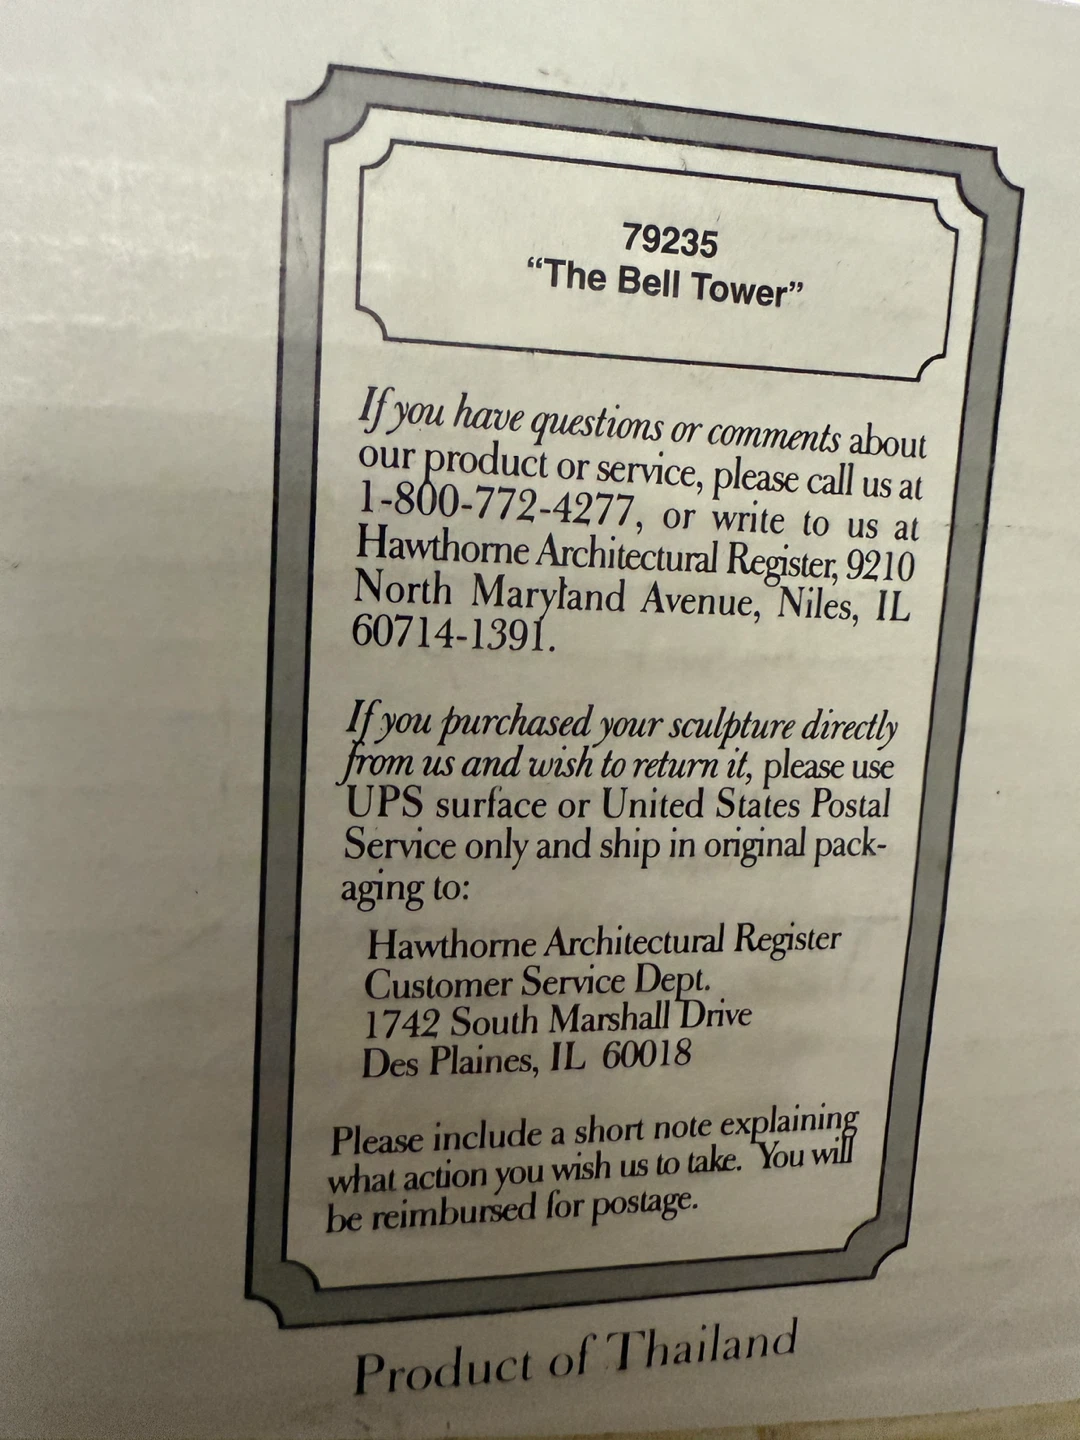 79235
“The Bell Tower”
If you have questions or comments about
our product or service, please call us at
1-800-772-4277, or write to us at
Hawthorne Architectural Register, 9210
North Maryland Avenue, Niles, IL
60714-1391.
If you purchased your sculpture directly
from us and wish to return it, please use
UPS surface or United States Postal
Service only and ship in original pack-
aging to:
Hawthorne Architectural Register
Customer Service Dept.
1742 South Marshall Drive
Des Plaines, IL 60018
Please include a short note explaining
what action you wish us to take. You will
be reimbursed for postage.
Product of Thailand